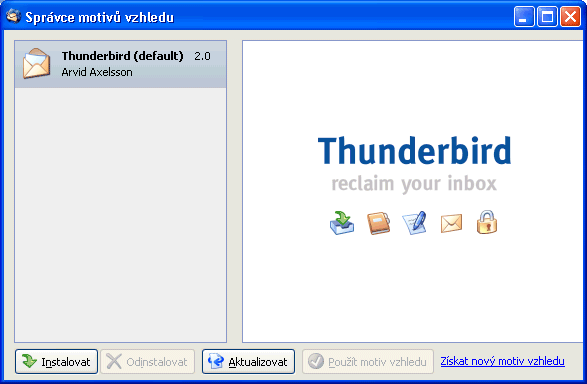 Správce motivů vzhledu
Thunderbird (default) 2.0
Arvid Axelsson
Thunderbird
reclaim your inbox
Instalovat Odinstalovat Aktualizovat Použít motiv vzhledu Získat nový motiv vzhledu